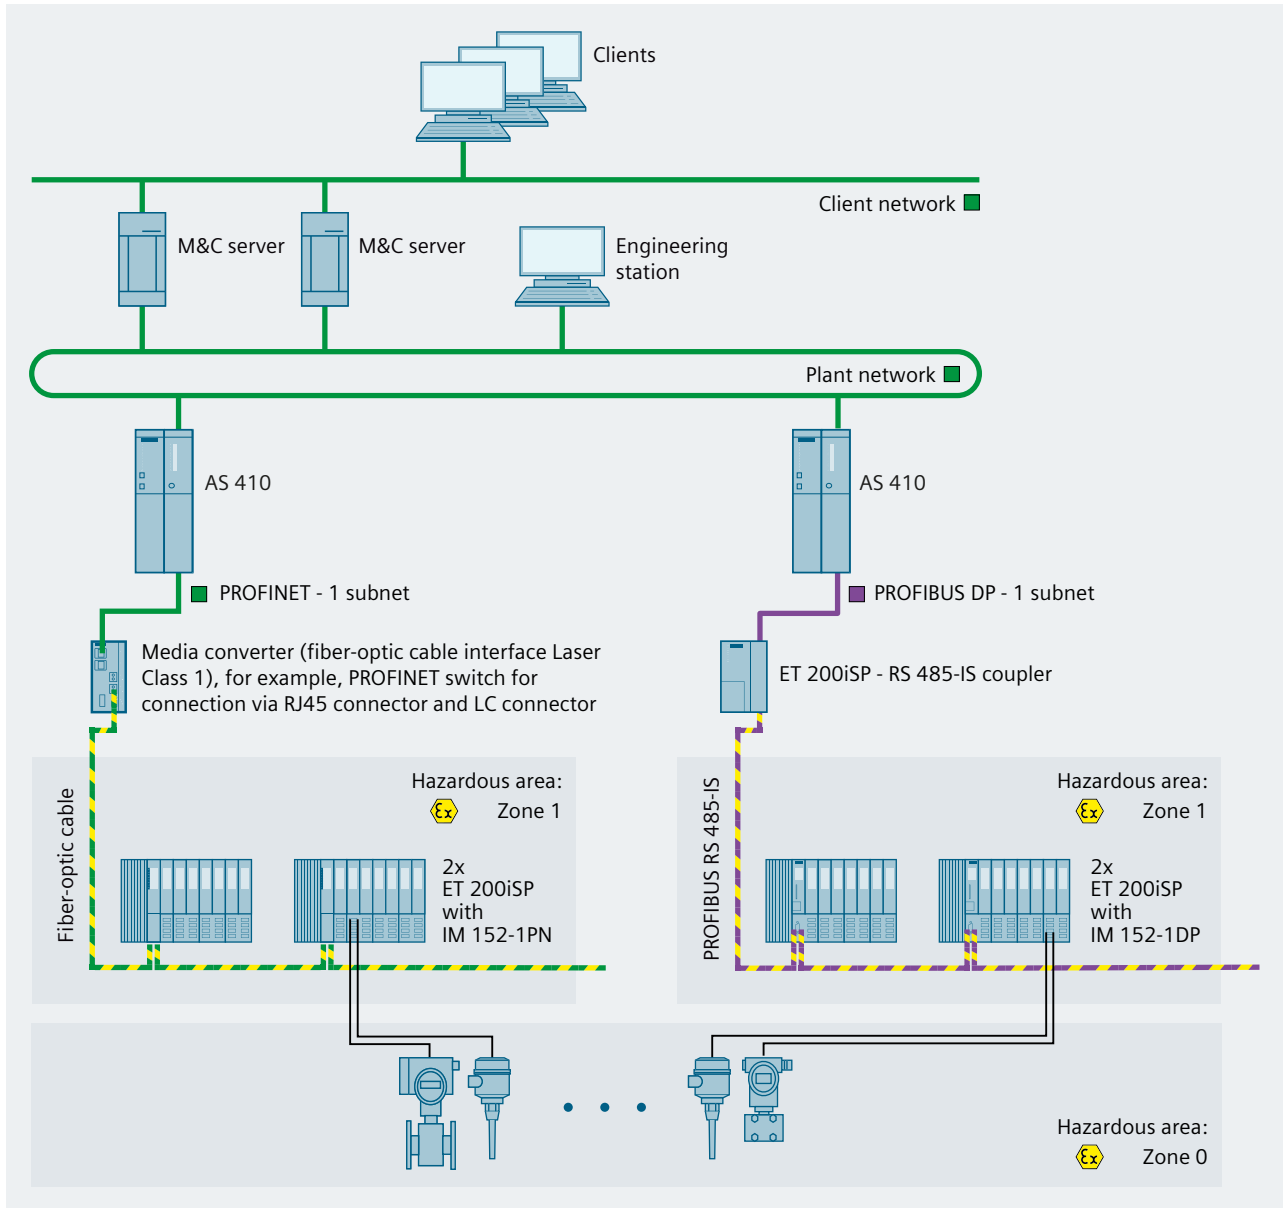 Clients
Client network
M&C server
M&C server
Engineering
station
Plant network
AS 410
AS 410
PROFINET - 1 subnet
PROFIBUS DP - 1 subnet
Media converter (fiber-optic cable interface Laser
Class 1), for example, PROFINET switch for
connection via RJ45 connector and LC connector
ET 200iSP - RS 485-IS coupler
Fiber-optic cable
Hazardous area:
Ex Zone 1
2x
ET 200iSP
with
IM 152-1PN
PROFIBUS RS 485-IS
Hazardous area:
Ex Zone 1
2x
ET 200iSP
with
IM 152-1DP
Hazardous area:
Ex Zone 0